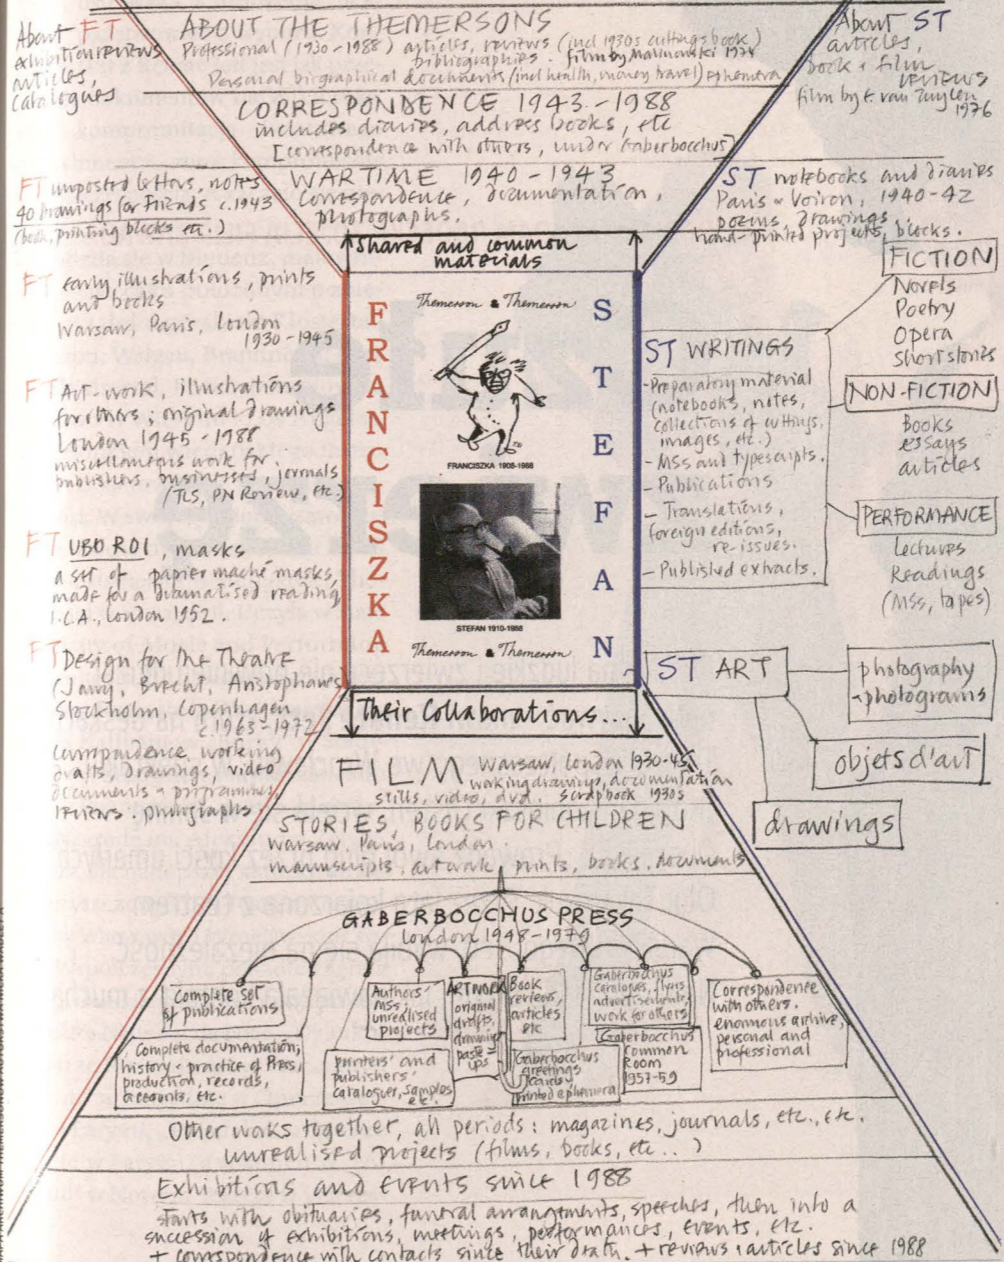 About FT
exhibition reviews
articles,
catalogues
ABOUT THE THEMERSONS
Professional (1930-1988) articles, reviews (incl 1930s cuttings book)
bibliographies. film by Malinowski
Personal biographical documents (incl health, money travel) ephemera
About ST
articles,
book + film
reviews
film by E. van Zuylen
1976
CORRESPONDENCE 1943-1988
includes diaries, address books, etc
[correspondence with others, under Gaberbocchus]
FT unposted letters, notes
40 Drawings for Friends c.1943
(book, printing blocks etc.)
WARTIME 1940-1943
Correspondence, documentation,
photographs.
ST notebooks and diaries
Paris & Voiron, 1940-42
poems, drawings
hand-printed projects, blocks.
Shared and common
materials
FT early illustrations, prints
and books
Warsaw, Paris, London
1930-1945
FT Art-work, illustrations
for others; original drawings
London 1945-1988
miscellaneous work for
publishers, businesses, journals
(TLS, PN Review, etc.)
FT UBU ROI, masks
a set of papier maché masks,
made for a dramatised reading
I.C.A., London 1952.
FT Design for the Theatre
(Jarry, Brecht, Aristophanes
Stockholm, Copenhagen
c.1963-1972
correspondence, working
drafts, drawings, video
documents + programmes
reviews. photographs
FRANCISZKA
Themerson & Themerson
FRANCISZKA 1908-1988
STEFAN 1910-1988
Themerson & Themerson
STEFAN
FICTION
Novels
Poetry
Opera
Short stories
ST WRITINGS
-Preparatory material
(notebooks, notes,
collections of cuttings,
images, etc.)
-MSS and typescripts.
-Publications
-Translations,
foreign editions,
re-issues.
-Published extracts.
NON-FICTION
Books
essays
articles
PERFORMANCE
Lectures
Readings
(MSS, tapes)
ST ART
photography
+photograms
objets d'art
drawings
Their Collaborations...
FILM Warsaw, London 1930-45,
working drawings, documentation
stills, video, dvd. Scrapbook 1930s
STORIES, BOOKS FOR CHILDREN
Warsaw, Paris, London.
manuscripts, artwork, prints, books, documents
GABERBOCCHUS PRESS
London 1948-1979
Complete set
of publications
Complete documentation;
history + practice of Press,
production, records,
accounts, etc.
Authors'
MSS,
unrealised
projects
printers' and
publishers'
catalogues, samples
etc.
ARTWORK
original
drafts,
drawings
paste-
ups
Book
reviews,
articles
etc
Gaberbocchus
greetings
cards
printed ephemera
Gaberbocchus
catalogues, flyers
advertisements,
work for others
Gaberbocchus
Common
Room
1957-59
Correspondence
with others.
enormous archive,
personal and
professional
Other works together, all periods: magazines, journals, etc., etc.
unrealised projects (films, books, etc..)
Exhibitions and events since 1988
starts with obituaries, funeral arrangements, speeches, then into a
succession of exhibitions, meetings, performances, events, etc.
+ correspondence with contacts since their death. + reviews + articles since 1988